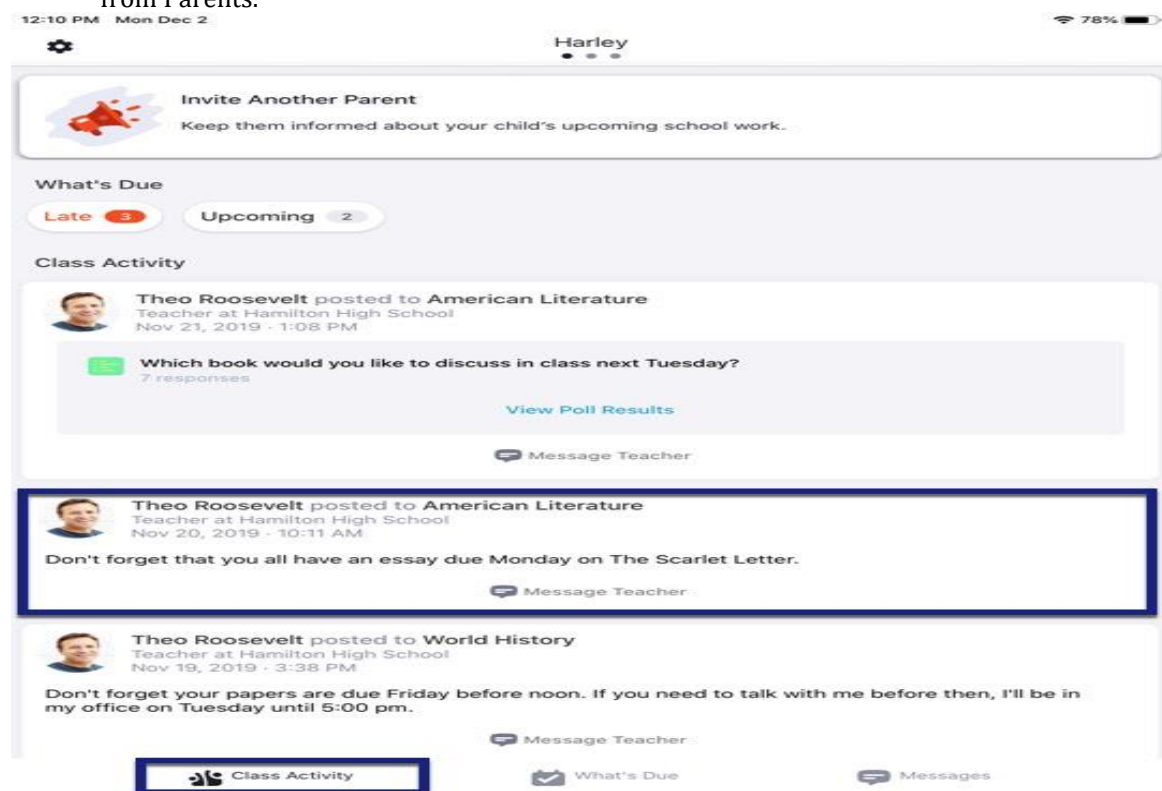 from Parents.
12:10 PM Mon Dec 2
78%
Harley
Invite Another Parent
Keep them informed about your child's upcoming school work.
What's Due
Late 3 Upcoming 2
Class Activity
Theo Roosevelt posted to American Literature
Teacher at Hamilton High School
Nov 21, 2019 · 1:08 PM
Which book would you like to discuss in class next Tuesday?
7 responses
View Poll Results
Message Teacher
Theo Roosevelt posted to American Literature
Teacher at Hamilton High School
Nov 20, 2019 · 10:11 AM
Don't forget that you all have an essay due Monday on The Scarlet Letter.
Message Teacher
Theo Roosevelt posted to World History
Teacher at Hamilton High School
Nov 19, 2019 · 3:38 PM
Don't forget your papers are due Friday before noon. If you need to talk with me before then, I'll be in
my office on Tuesday until 5:00 pm.
Message Teacher
Class Activity What's Due Messages